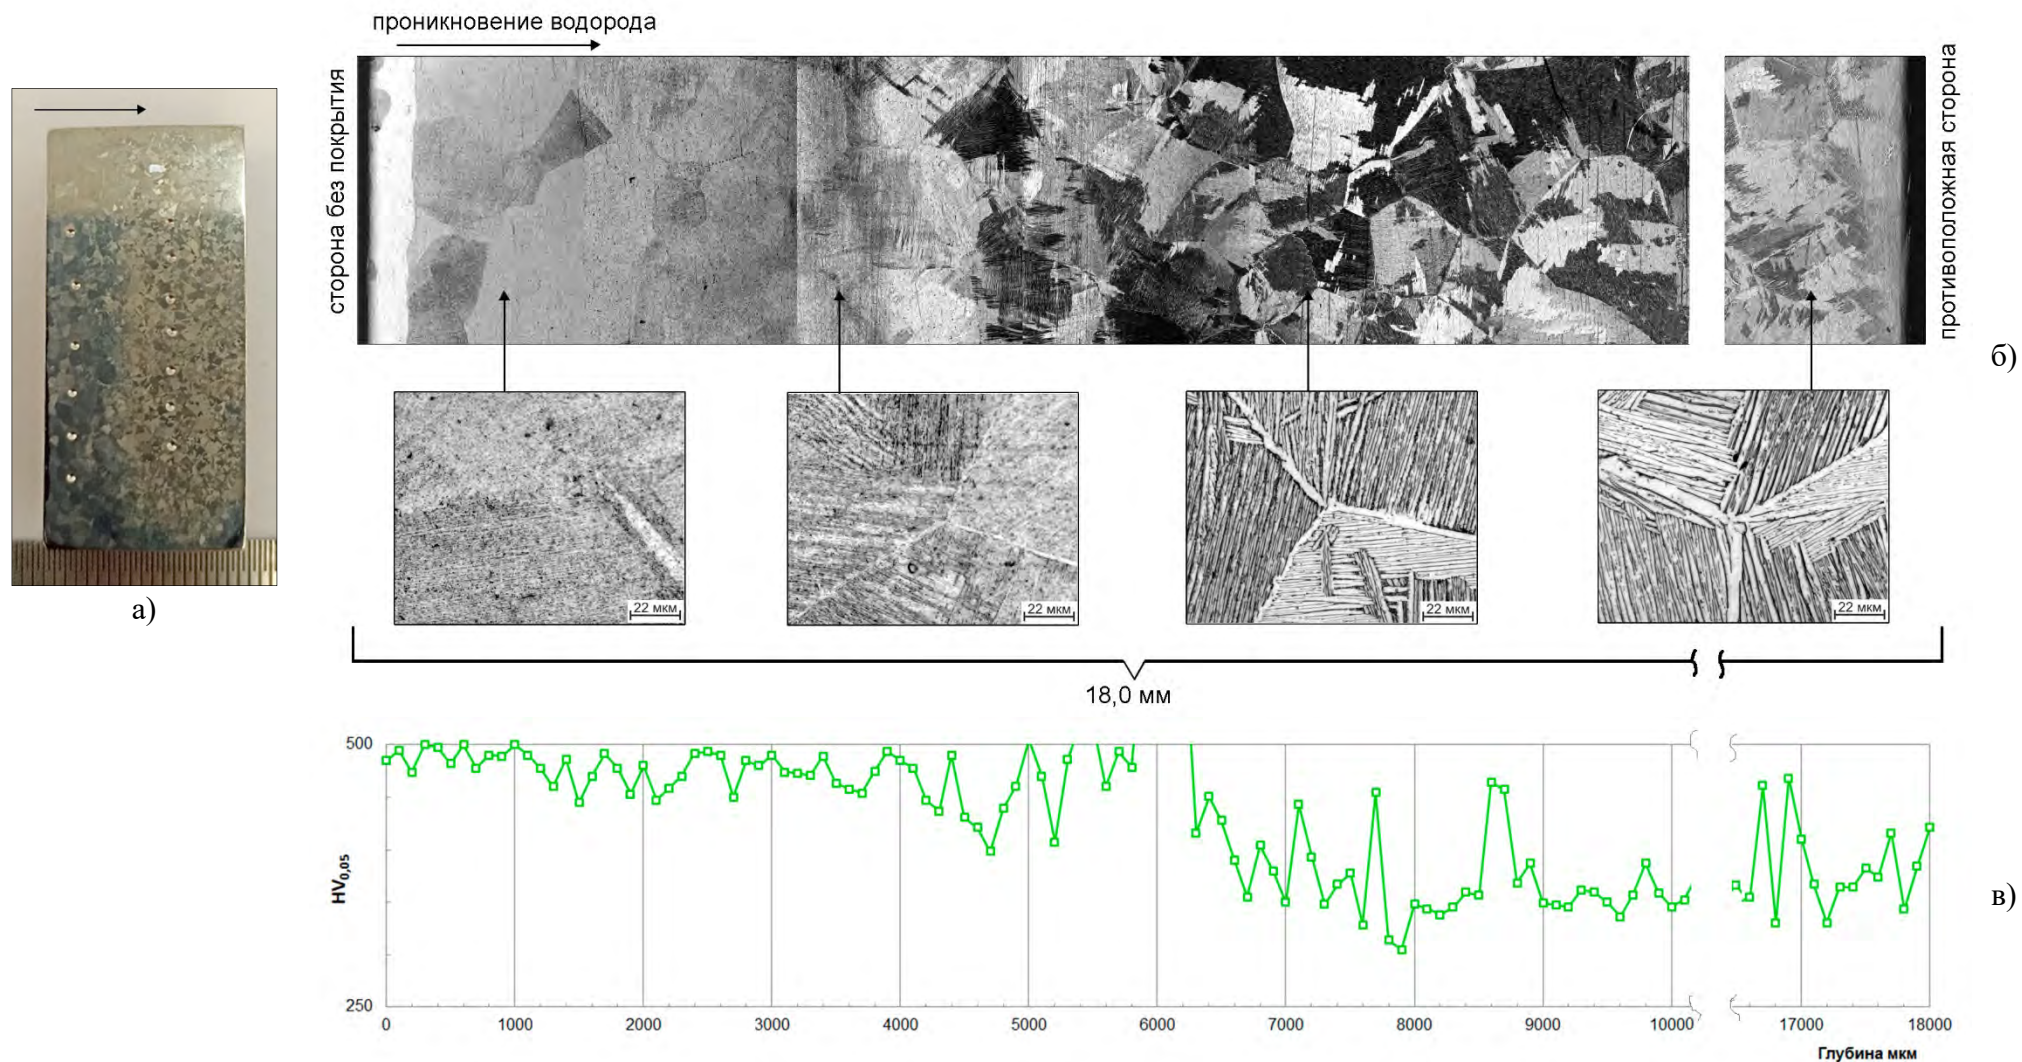 проникновение водорода
сторона без покрытия
противоположная сторона
а)
б)
22 мкм
22 мкм
22 мкм
22 мкм
18,0 мм
500
HV0,05
250
0
1000
2000
3000
4000
5000
6000
7000
8000
9000
10000
17000
18000
Глубина мкм
в)